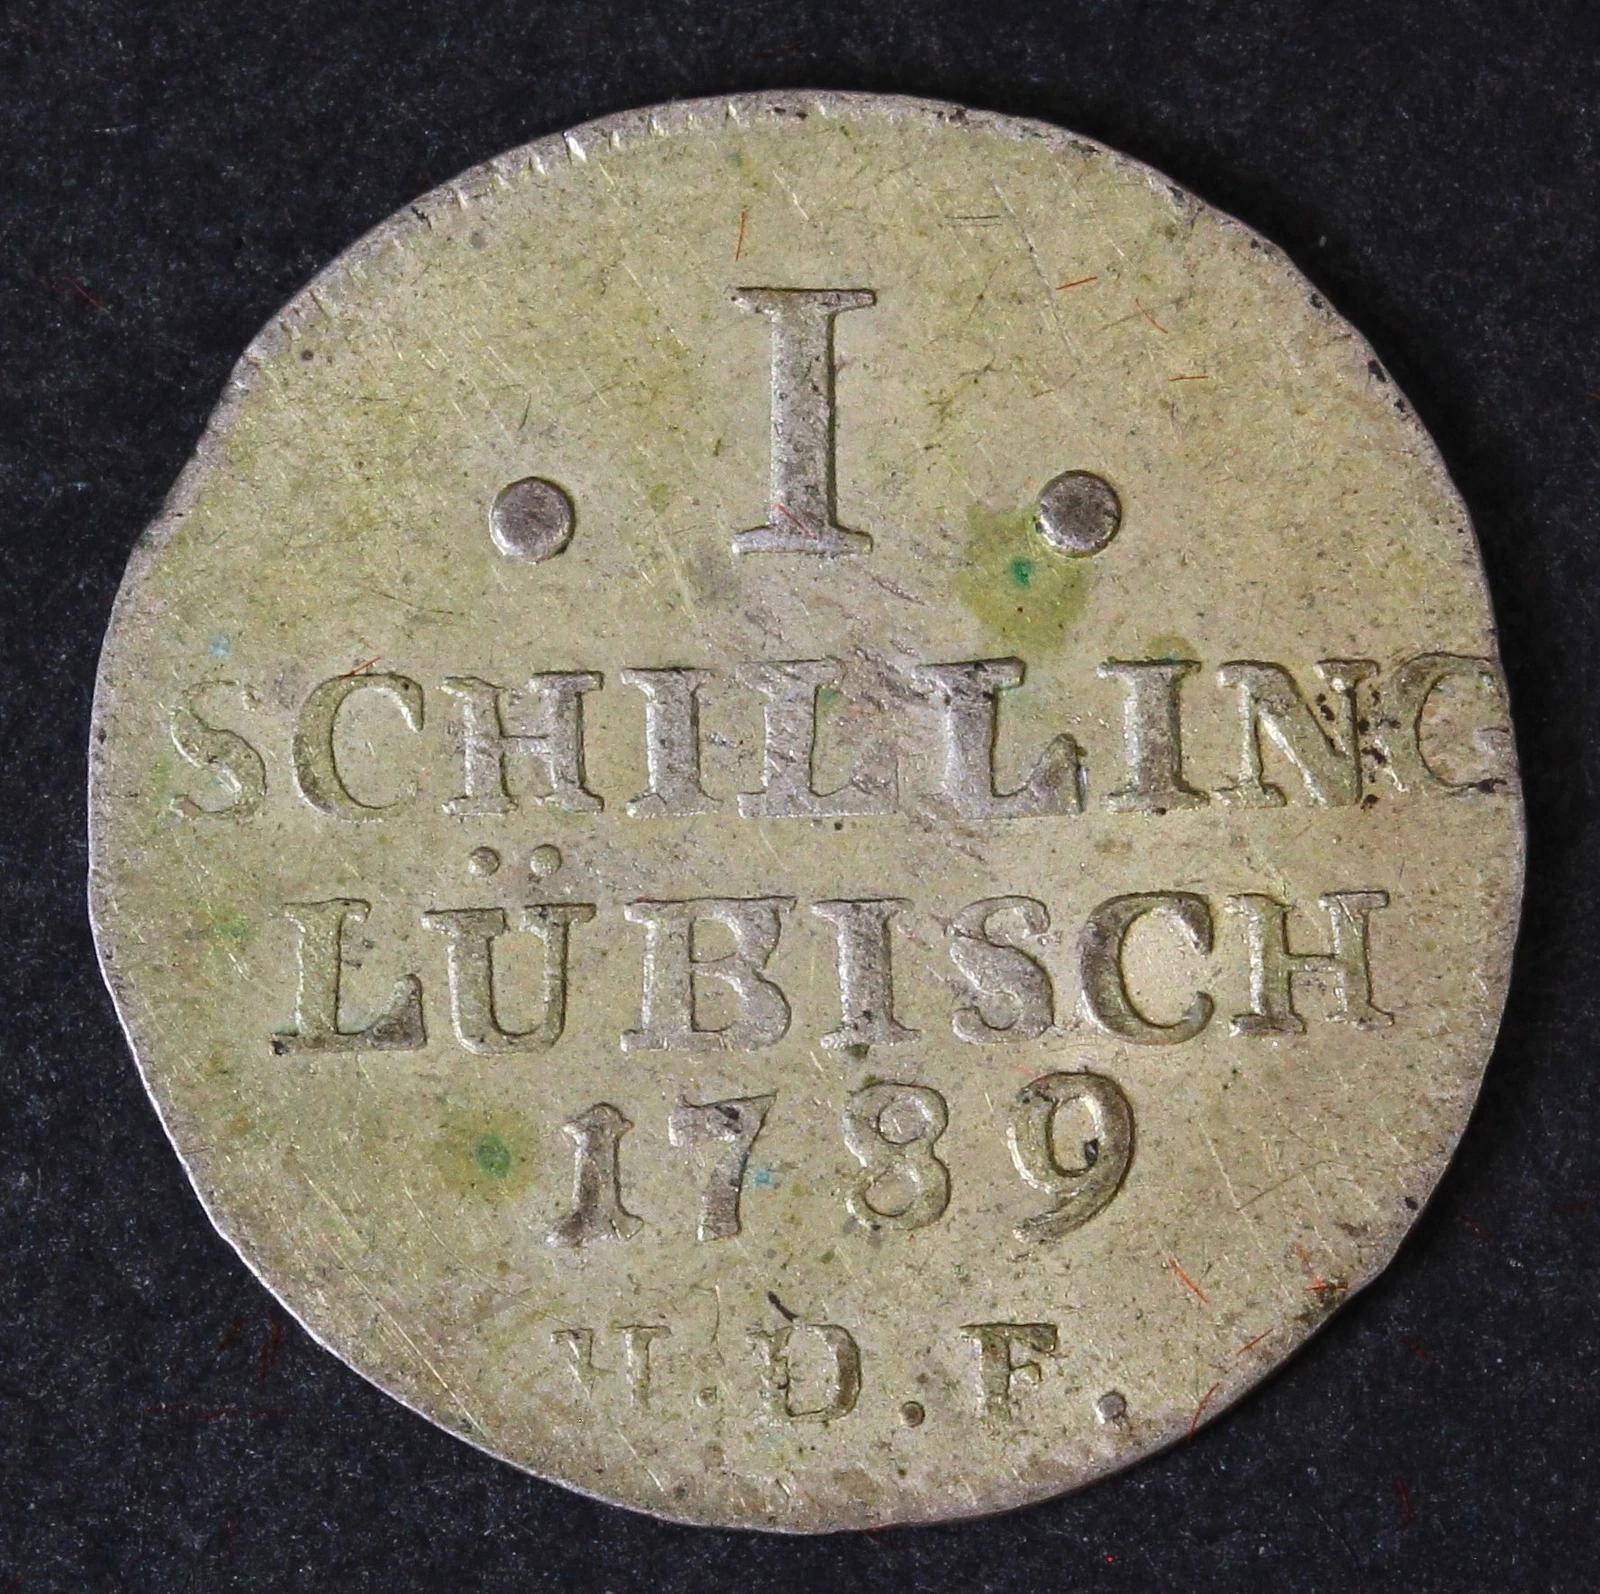 . I .
SCHILLING
LÜBISCH
1789
H.D.F.